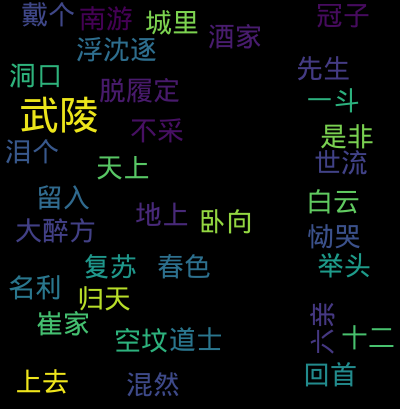 戴个
南游
城里
酒家
冠子
浮沈逐
先生
洞口
脱履定
一斗
武陵
不采
是非
泪个
天上
世流
留入
地上
卧向
白云
大醉方
恸哭
复苏
春色
举头
名利
归天
崔家
六亲
空坟
道士
十二
上去
混然
回首